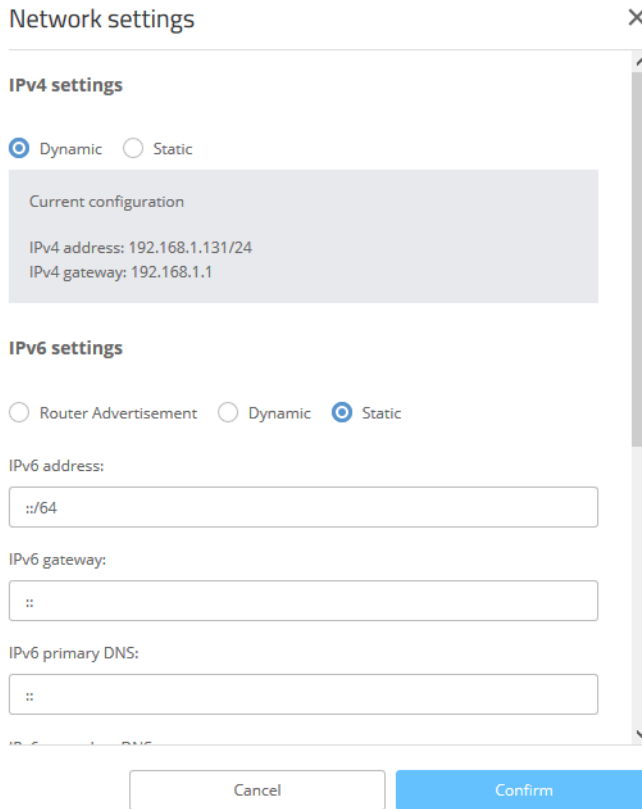 Network settings
IPv4 settings
Dynamic Static
Current configuration
IPv4 address: 192.168.1.131/24
IPv4 gateway: 192.168.1.1
IPv6 settings
Router Advertisement Dynamic Static
IPv6 address:
::/64
IPv6 gateway:
::
IPv6 primary DNS:
::
Cancel Confirm